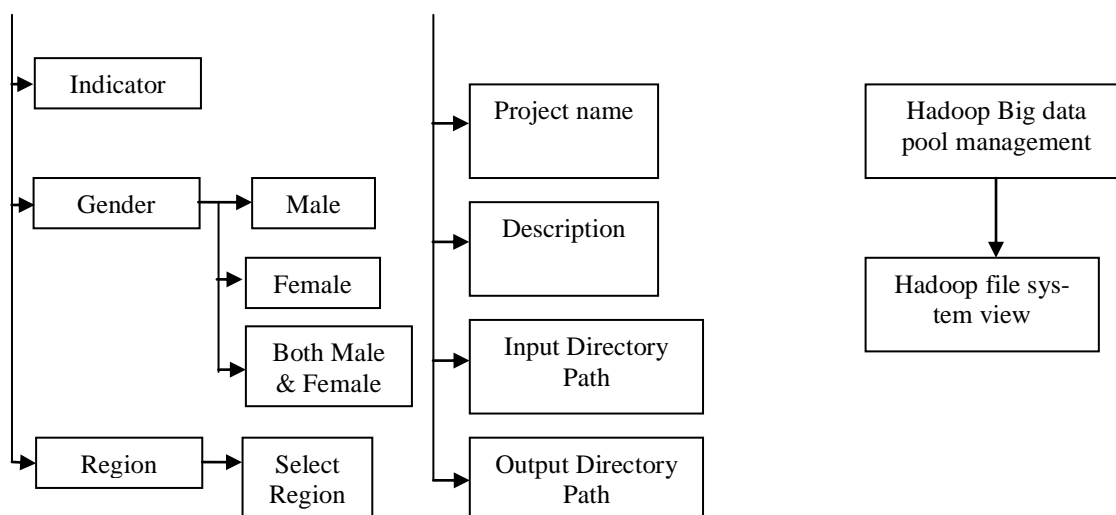 Indicator
Gender
Male
Female
Both Male
& Female
Region
Select
Region
Project name
Description
Input Directory
Path
Output Directory
Path
Hadoop Big data
pool management
Hadoop file sys-
tem view